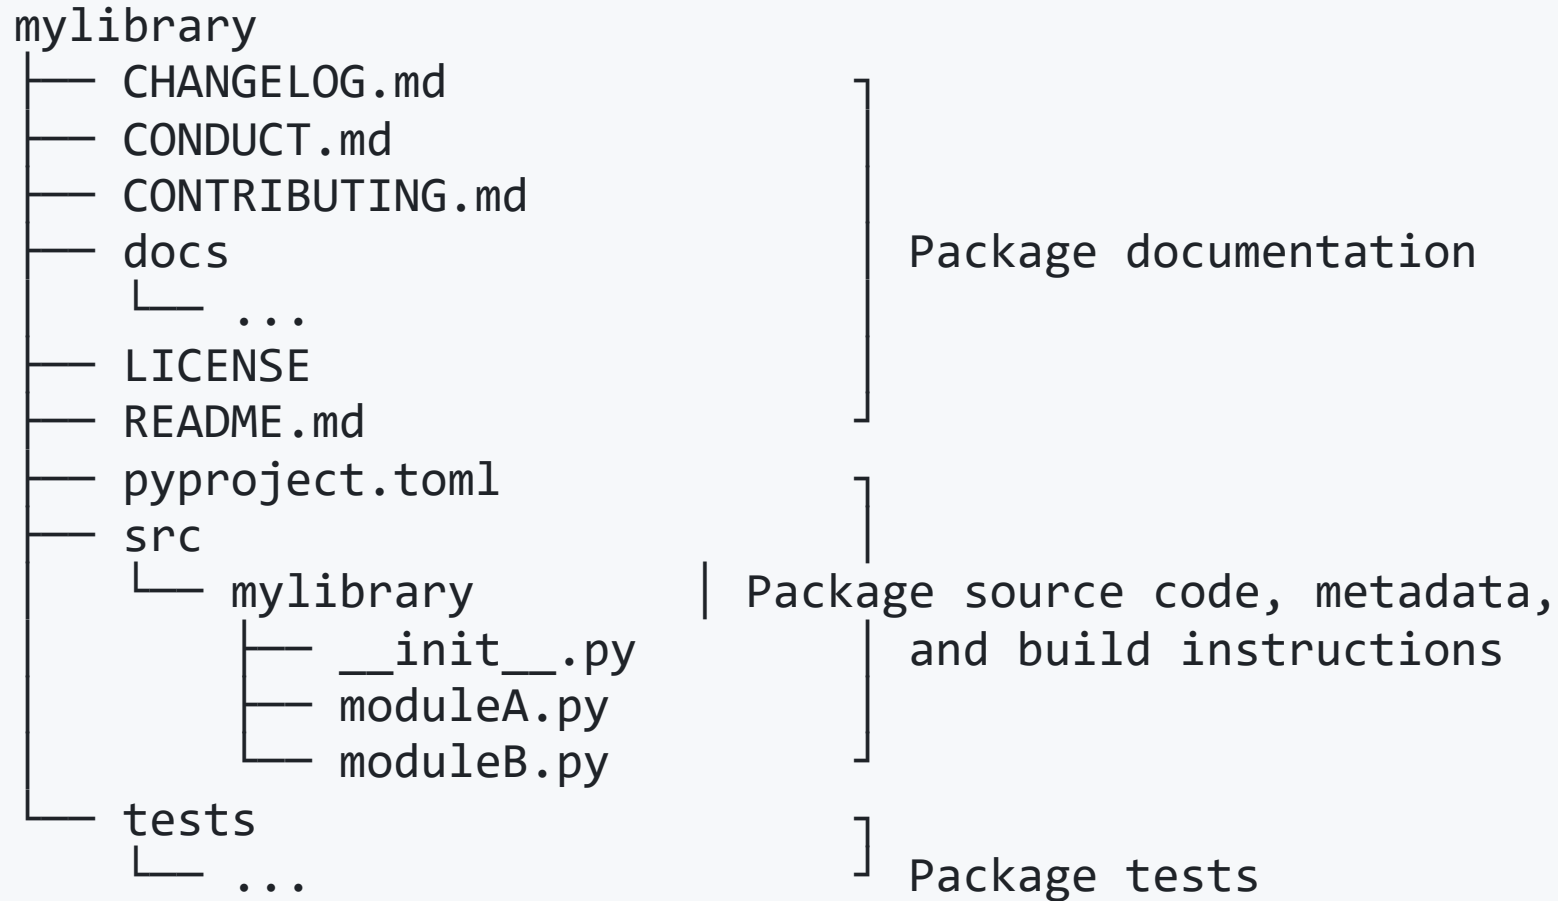 mylibrary
├── CHANGELOG.md                ┐
├── CONDUCT.md                  │
├── CONTRIBUTING.md             │
├── docs                        │ Package documentation
│   └── ...                     │
├── LICENSE                     │
├── README.md                   ┘
├── pyproject.toml              ┐
├── src                         │
│   └── mylibrary         │ Package source code, metadata,
│       ├── __init__.py         │ and build instructions
│       ├── moduleA.py          │
│       └── moduleB.py          ┘
└── tests                       ┐
    └── ...                     ┘ Package tests